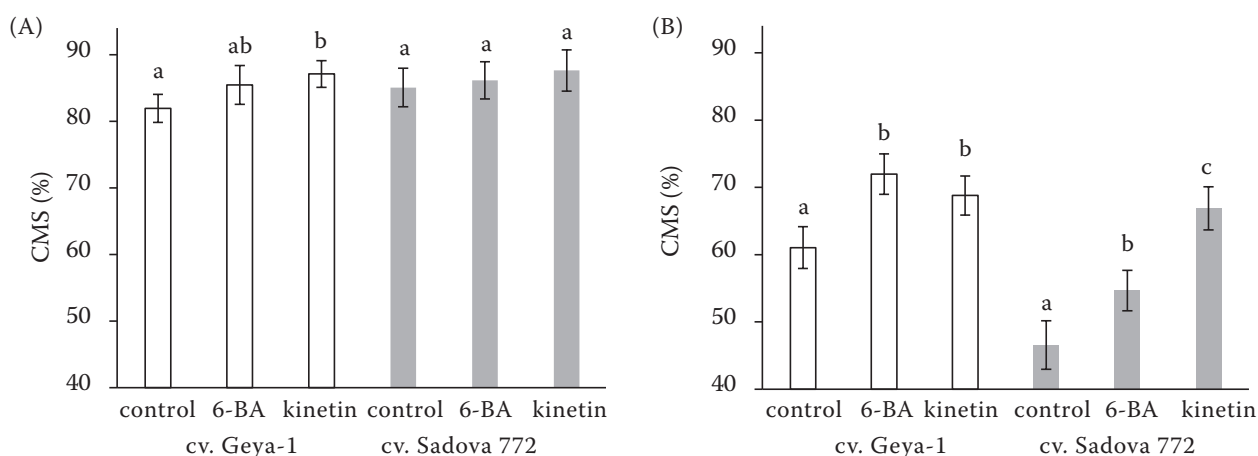 (A)
CMS (%)
90
80
70
60
50
40
a
ab
b
a
a
a
control 6-BA kinetin control 6-BA kinetin
cv. Geya-1 cv. Sadova 772
(B)
CMS (%)
90
80
70
60
50
40
a
b
b
a
b
c
control 6-BA kinetin control 6-BA kinetin
cv. Geya-1 cv. Sadova 772